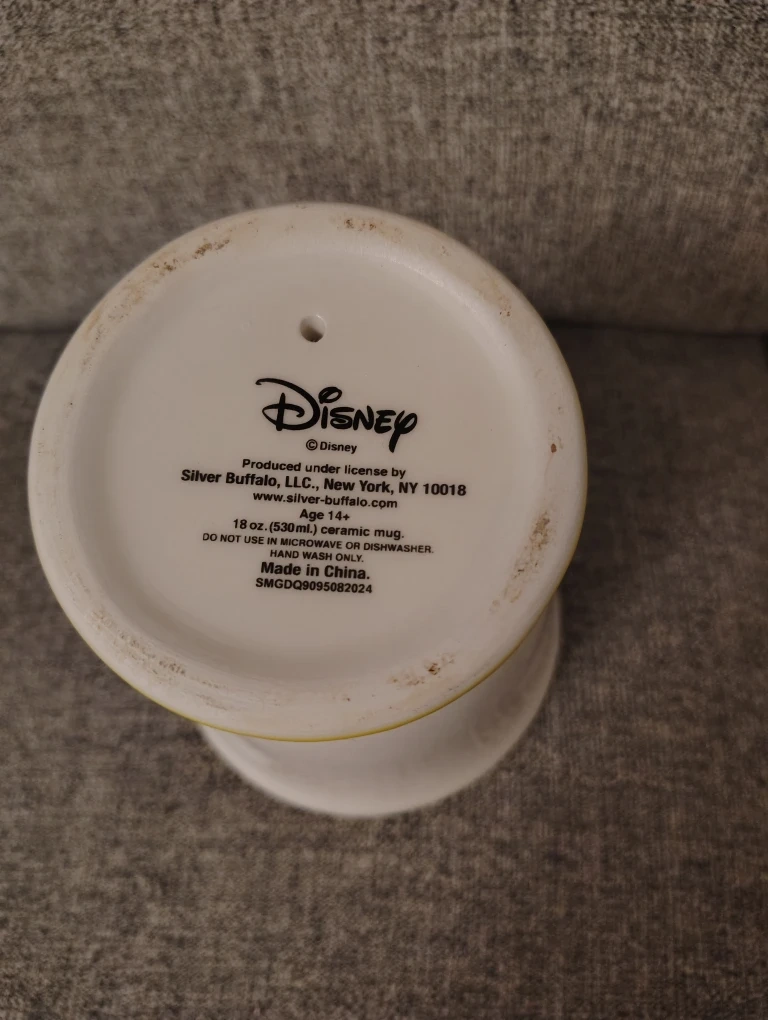 Disney
© Disney
Produced under license by
Silver Buffalo, LLC., New York, NY 10018
www.silver-buffalo.com
Age 14+
18 oz. (530ml.) ceramic mug.
DO NOT USE IN MICROWAVE OR DISHWASHER.
HAND WASH ONLY.
Made in China.
SMGDQ9095082024